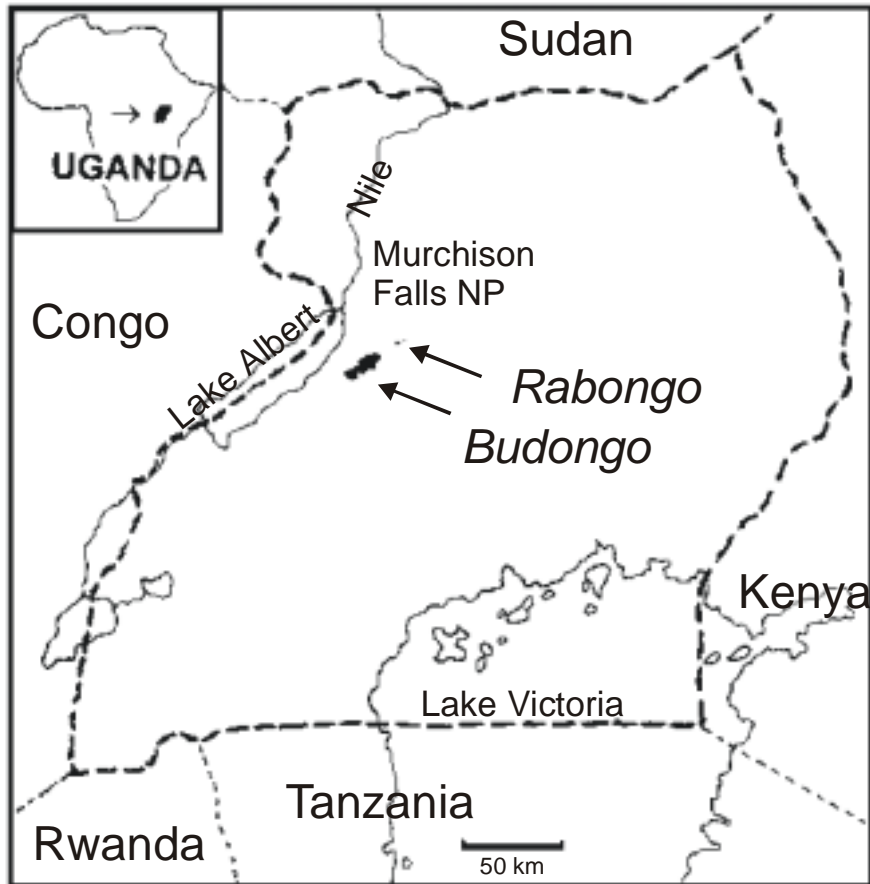 Sudan
UGANDA
Nile
Murchison
Falls NP
Congo
Lake Albert
Rabongo
Budongo
Kenya
Lake Victoria
Tanzania
Rwanda
50 km